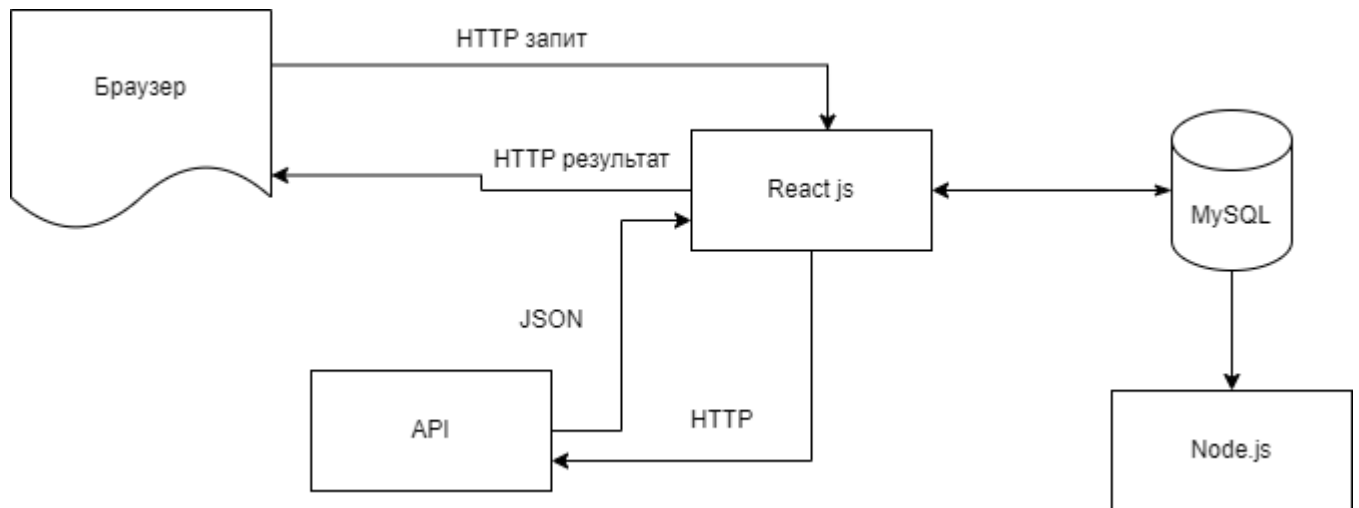 HTTP запит
Браузер
HTTP результат
React js
MySQL
JSON
API
HTTP
Node.js